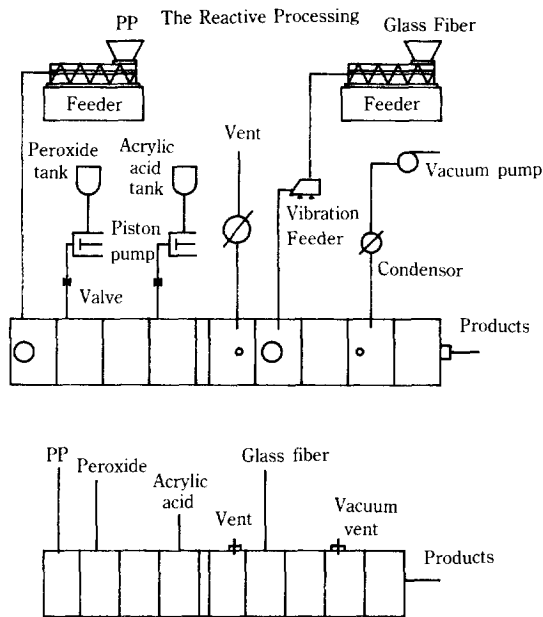 The Reactive Processing
PP
Glass Fiber
Feeder
Feeder
Peroxide
tank
Acrylic
acid
tank
Vent
Vacuum pump
Piston
pump
Vibration
Feeder
Condensor
Valve
Products
PP
Peroxide
Acrylic
acid
Vent
Glass fiber
Vacuum
vent
Products